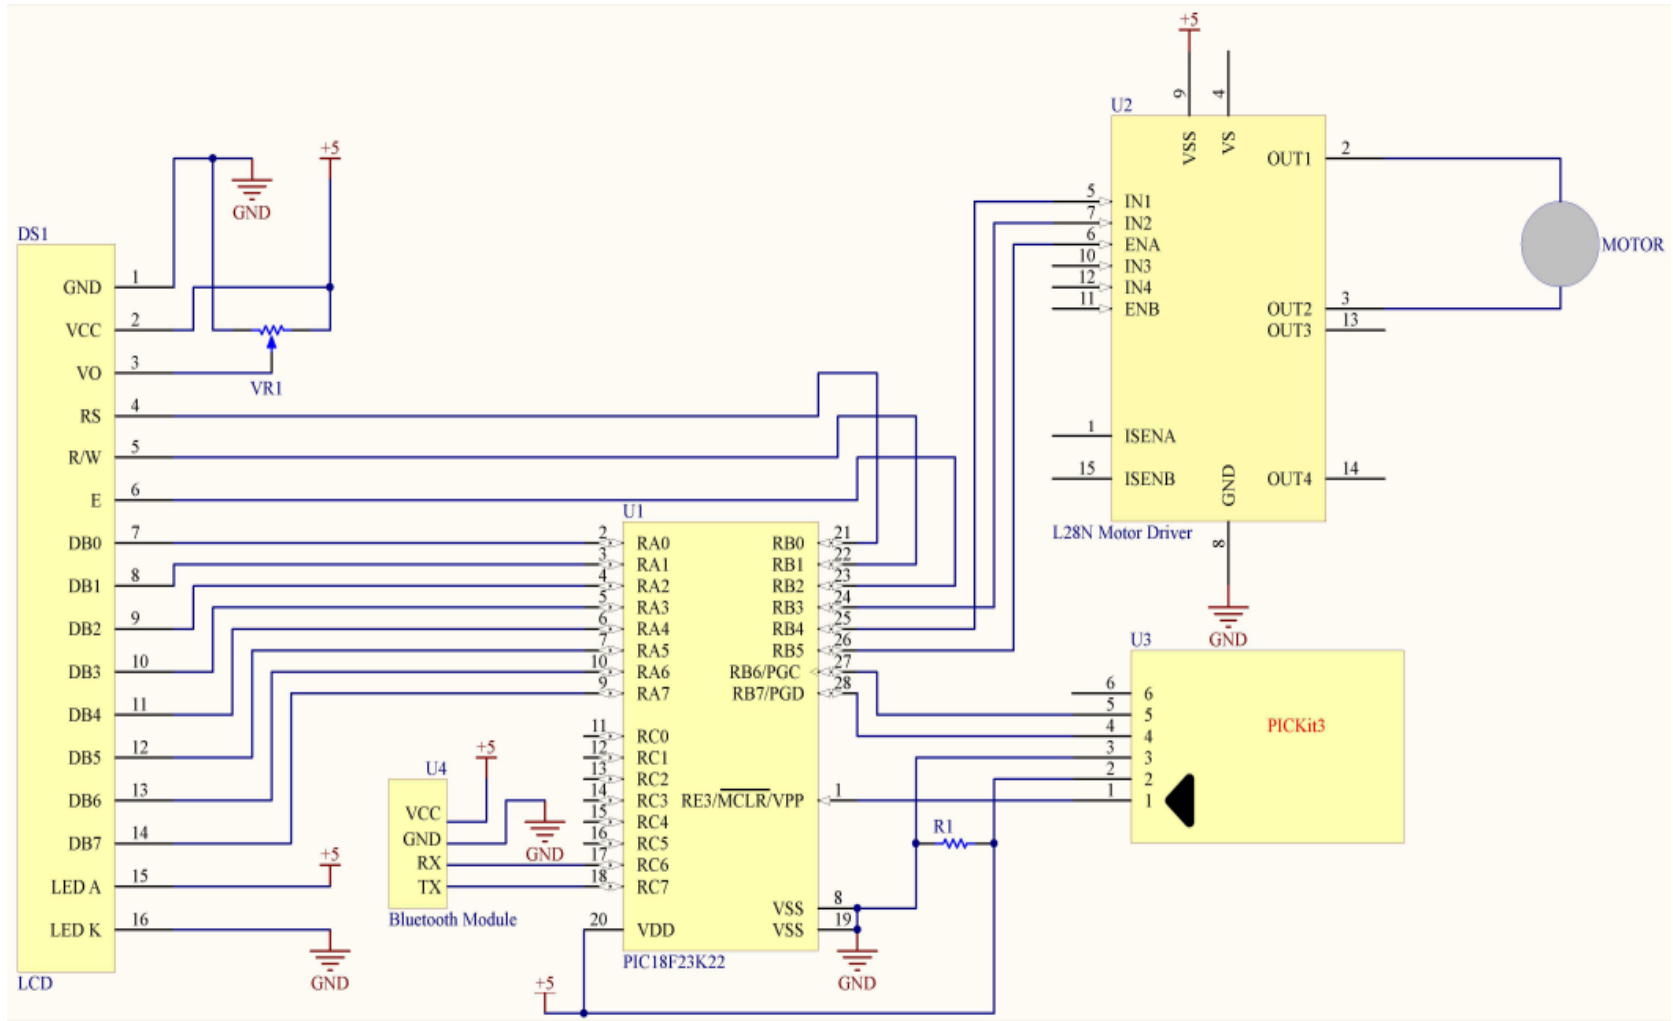 +5
9
4
U2
VSS
VS
OUT1
2
+5
GND
5
IN1
7
IN2
6
ENA
10
IN3
12
IN4
11
ENB
MOTOR
OUT2
3
OUT3
13
DS1
GND
1
VCC
2
VO
3
VR1
RS
4
R/W
5
E
6
DB0
7
DB1
8
DB2
9
DB3
10
DB4
11
DB5
12
DB6
13
DB7
14
LED A
15
LED K
16
LCD
+5
GND
1
ISENA
15
ISENB
GND
OUT4
14
L28N Motor Driver
8
GND
U1
2
RA0
3
RA1
4
RA2
5
RA3
6
RA4
7
RA5
10
RA6
9
RA7
11
RC0
12
RC1
13
RC2
14
RC3
15
RC4
16
RC5
17
RC6
18
RC7
20
VDD
RB0
21
RB1
22
RB2
23
RB3
24
RB4
25
RB5
26
RB6/PGC
27
RB7/PGD
28
RE3/MCLR/VPP
1
VSS
8
VSS
19
PIC18F23K22
GND
+5
U4
+5
VCC
GND
RX
TX
GND
Bluetooth Module
R1
U3
6 6
5 5
4 4
3 3
2 2
1 1
PICKit3